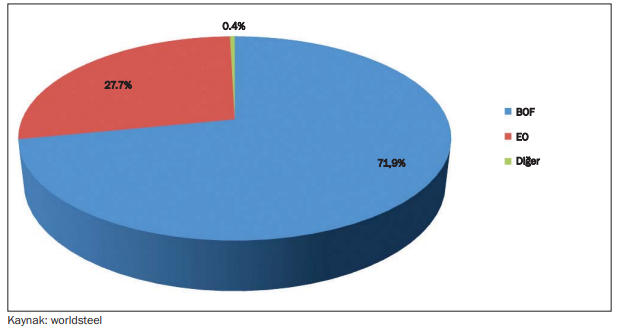 0.4%
27.7%
71,9%
BOF
EO
Diğer
Kaynak: worldsteel